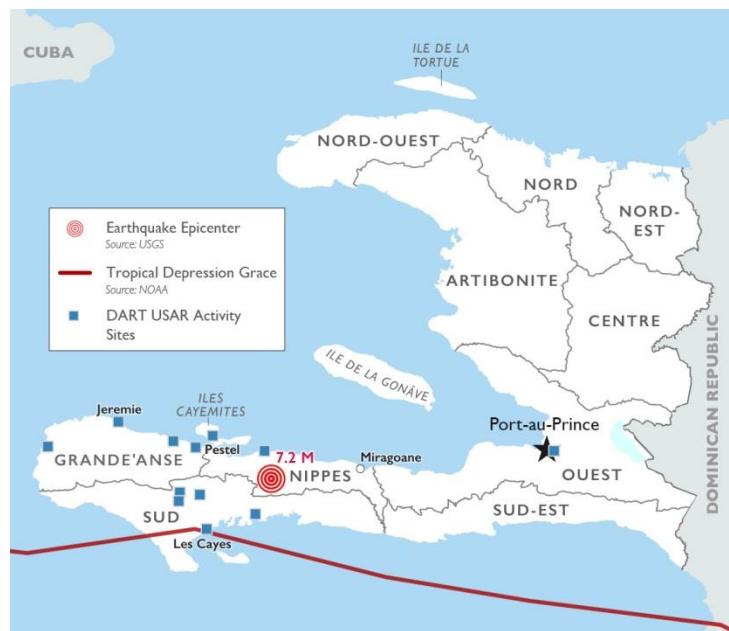 CUBA
ILE DE LA
TORTUE
NORD-OUEST
NORD
NORD-
EST
Earthquake Epicenter
Source: USGS
Tropical Depression Grace
Source: NOAA
DART USAR Activity
Sites
ARTIBONITE
CENTRE
DOMINICAN REPUBLIC
ILE DE LA GONÂVE
ILES
CAYEMITES
Jeremie
Pestel
Port-au-Prince
7.2 M
Miragoane
GRANDE'ANSE
NIPPES
OUEST
SUD
SUD-EST
Les Cayes